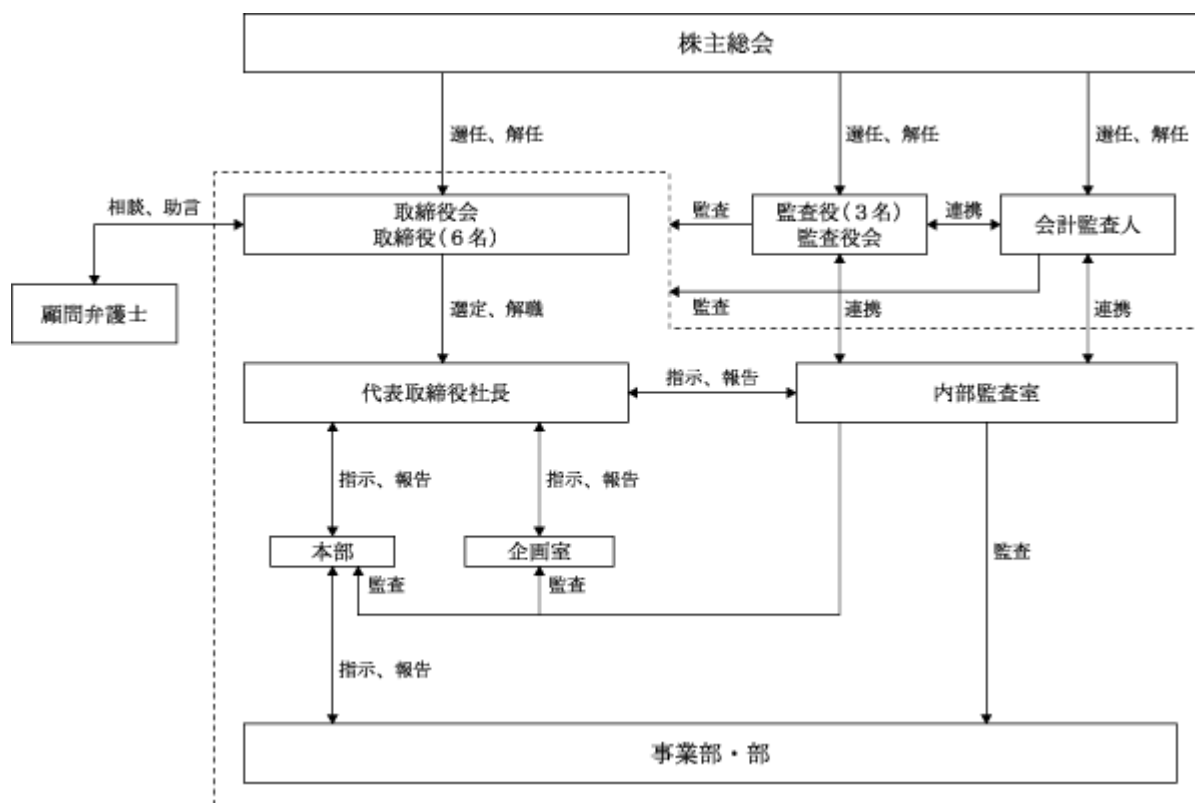 株主総会
選任、解任
選任、解任
選任、解任
相談、助言
取締役会
取締役(6名)
監査
監査役(3名)
監査役会
連携
会計監査人
顧問弁護士
選定、解職
監査
連携
連携
代表取締役社長
指示、報告
内部監査室
指示、報告
指示、報告
本部
企画室
監査
監査
監査
指示、報告
事業部・部